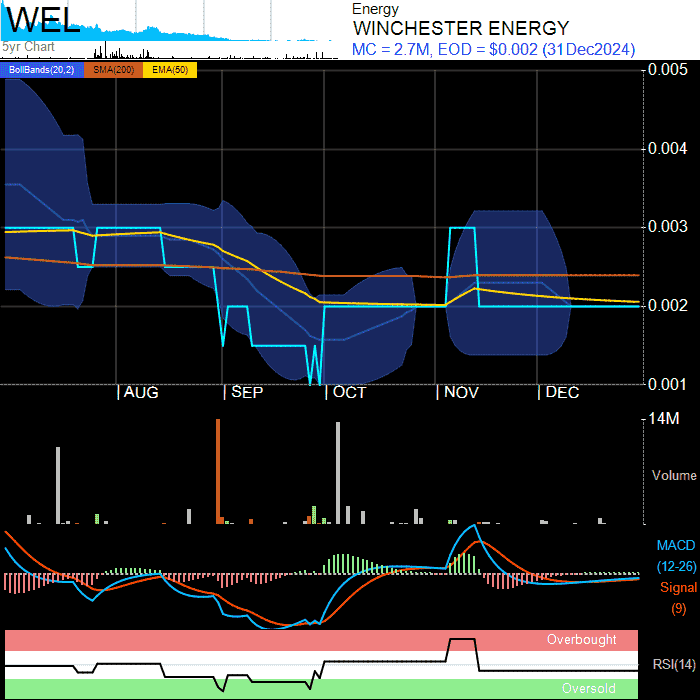 WEL
5yr Chart
Energy
WINCHESTER ENERGY
MC = 2.7M, EOD = $0.002 (31Dec2024)
BollBands(20,2) SMA(200) EMA(50)
0.005
0.004
0.003
0.002
0.001
AUG SEP OCT NOV DEC
14M
Volume
MACD
(12-26)
Signal
(9)
Overbought
RSI(14)
Oversold